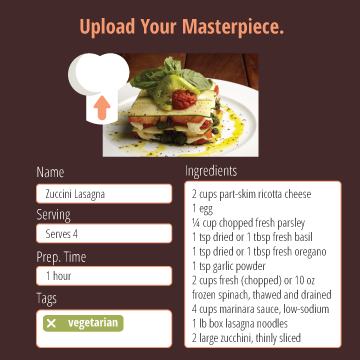 Upload Your Masterpiece.
Name
Zuccini Lasagna
Serving
Serves 4
Prep. Time
1 hour
Tags
vegetarian
Ingredients
2 cups part-skim ricotta cheese
1 egg
¼ cup chopped fresh parsley
1 tsp dried or 1 tbsp fresh basil
1 tsp dried or 1 tbsp fresh oregano
1 tsp garlic powder
2 cups fresh (chopped) or 10 oz
frozen spinach, thawed and drained
4 cups marinara sauce, low-sodium
1 lb box lasagna noodles
2 large zucchini, thinly sliced